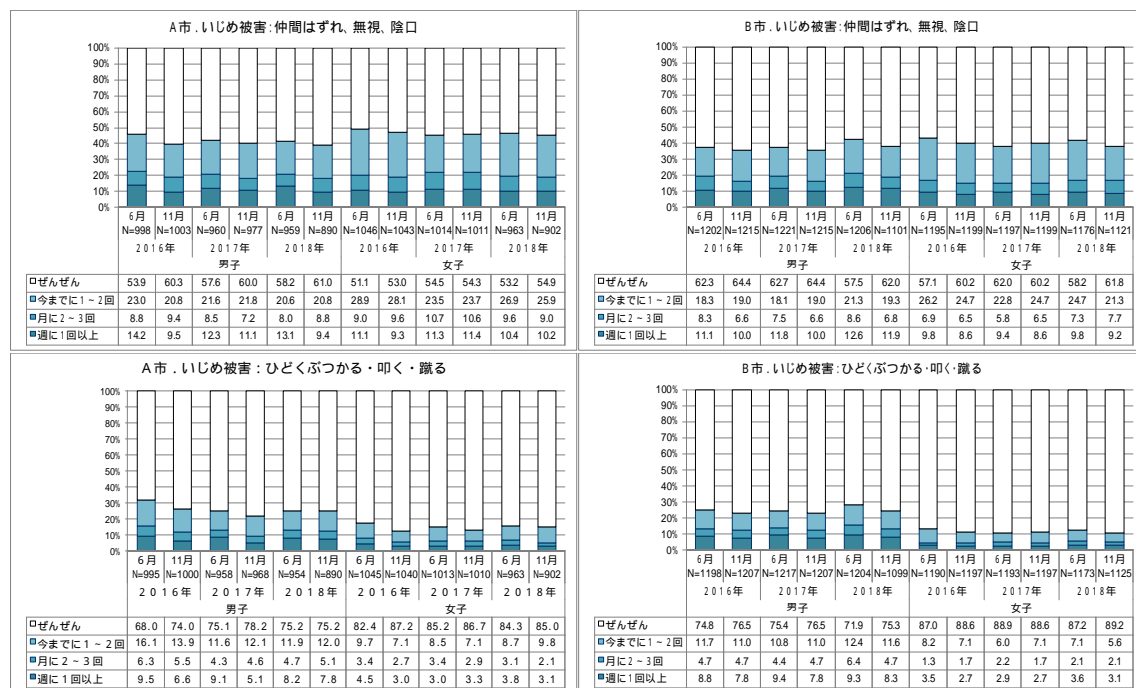 A市．いじめ被害：仲間はずれ、無視、陰口
100%
90%
80%
70%
60%
50%
40%
30%
20%
10%
0%
6月 11月 6月 11月 6月 11月 6月 11月 6月 11月 6月 11月
N=998 N=1003 N=960 N=977 N=959 N=890 N=1046 N=1043 N=1014 N=1011 N=963 N=902
2016年 2017年 2018年 2016年 2017年 2018年
男子 女子
ぜんぜん 53.9 60.3 57.6 60.0 58.2 61.0 51.1 53.0 54.5 54.3 53.2 54.9
今までに1～2回 23.0 20.8 21.6 21.8 20.6 20.8 28.9 28.1 23.5 23.7 26.9 25.9
月に2～3回 8.8 9.4 8.5 7.2 8.0 8.8 9.0 9.6 10.7 10.6 9.6 9.0
週に1回以上 14.2 9.5 12.3 11.1 13.1 9.4 11.1 9.3 11.3 11.4 10.4 10.2
B市．いじめ被害：仲間はずれ、無視、陰口
100%
90%
80%
70%
60%
50%
40%
30%
20%
10%
0%
6月 11月 6月 11月 6月 11月 6月 11月 6月 11月 6月 11月
N=1202 N=1215 N=1221 N=1215 N=1206 N=1101 N=1195 N=1199 N=1197 N=1199 N=1176 N=1121
2016年 2017年 2018年 2016年 2017年 2018年
男子 女子
ぜんぜん 62.3 64.4 62.7 64.4 57.5 62.0 57.1 60.2 62.0 60.2 58.2 61.8
今までに1～2回 18.3 19.0 18.1 19.0 21.3 19.3 26.2 24.7 22.8 24.7 24.7 21.3
月に2～3回 8.3 6.6 7.5 6.6 8.6 6.8 6.9 6.5 5.8 6.5 7.3 7.7
週に1回以上 11.1 10.0 11.8 10.0 12.6 11.9 9.8 8.6 9.4 8.6 9.8 9.2
A市．いじめ被害：ひどくぶつかる・叩く・蹴る
100%
90%
80%
70%
60%
50%
40%
30%
20%
10%
0%
6月 11月 6月 11月 6月 11月 6月 11月 6月 11月 6月 11月
N=995 N=1000 N=958 N=968 N=954 N=890 N=1045 N=1040 N=1013 N=1010 N=963 N=902
2016年 2017年 2018年 2016年 2017年 2018年
男子 女子
ぜんぜん 68.0 74.0 75.1 78.2 75.2 75.2 82.4 87.2 85.2 86.7 84.3 85.0
今までに1～2回 16.1 13.9 11.6 12.1 11.9 12.0 9.7 7.1 8.5 7.1 8.7 9.8
月に2～3回 6.3 5.5 4.3 4.6 4.7 5.1 3.4 2.7 3.4 2.9 3.1 2.1
週に1回以上 9.5 6.6 9.1 5.1 8.2 7.8 4.5 3.0 3.0 3.3 3.8 3.1
B市．いじめ被害：ひどくぶつかる・叩く・蹴る
100%
90%
80%
70%
60%
50%
40%
30%
20%
10%
0%
6月 11月 6月 11月 6月 11月 6月 11月 6月 11月 6月 11月
N=1198 N=1207 N=1217 N=1207 N=1204 N=1099 N=1190 N=1197 N=1193 N=1197 N=1173 N=1125
2016年 2017年 2018年 2016年 2017年 2018年
男子 女子
ぜんぜん 74.8 76.5 75.4 76.5 71.9 75.3 87.0 88.6 88.9 88.6 87.2 89.2
今までに1～2回 11.7 11.0 10.8 11.0 12.4 11.6 8.2 7.1 6.0 7.1 7.1 5.6
月に2～3回 4.7 4.7 4.4 4.7 6.4 4.7 1.3 1.7 2.2 1.7 2.1 2.1
週に1回以上 8.8 7.8 9.4 7.8 9.3 8.3 3.5 2.7 2.9 2.7 3.6 3.1